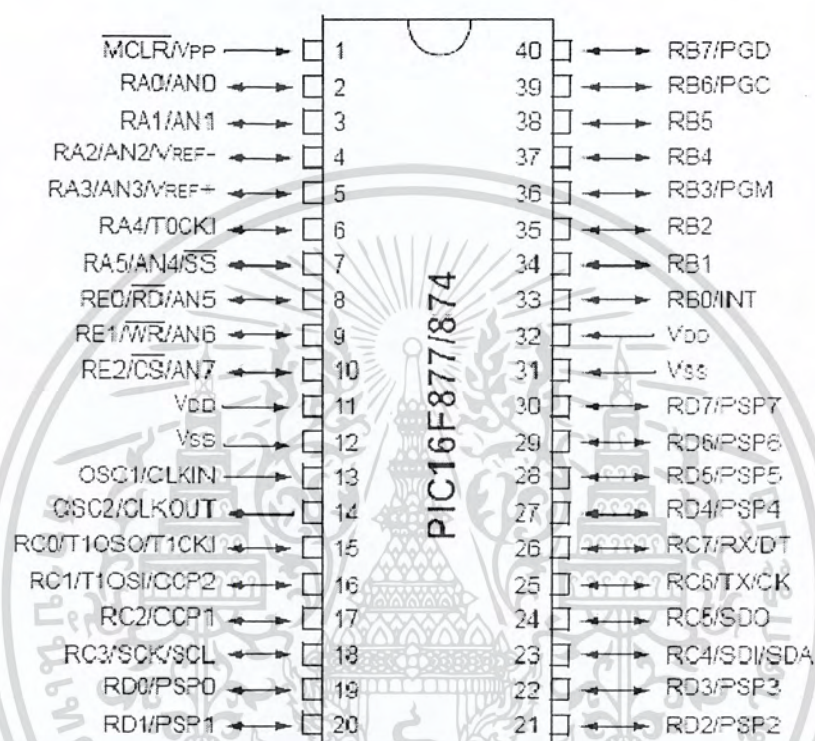 MCLR/VPP 1 40 RB7/PGD
RA0/AN0 2 39 RB6/PGC
RA1/AN1 3 38 RB5
RA2/AN2/VREF- 4 37 RB4
RA3/AN3/VREF+ 5 36 RB3/PGM
RA4/T0CKI 6 35 RB2
RA5/AN4/SS 7 34 RB1
RE0/RD/AN5 8 33 RB0/INT
RE1/WR/AN6 9 32 VDD
RE2/CS/AN7 10 31 VSS
VDD 11 30 RD7/PSP7
VSS 12 29 RD6/PSP6
OSC1/CLKIN 13 28 RD5/PSP5
OSC2/CLKOUT 14 27 RD4/PSP4
RC0/T1OSO/T1CKI 15 26 RC7/RX/DT
RC1/T1OSI/CCP2 16 25 RC6/TX/CK
RC2/CCP1 17 24 RC5/SDO
RC3/SCK/SCL 18 23 RC4/SDI/SDA
RD0/PSP0 19 22 RD3/PSP3
RD1/PSP1 20 21 RD2/PSP2
PIC16F877/874